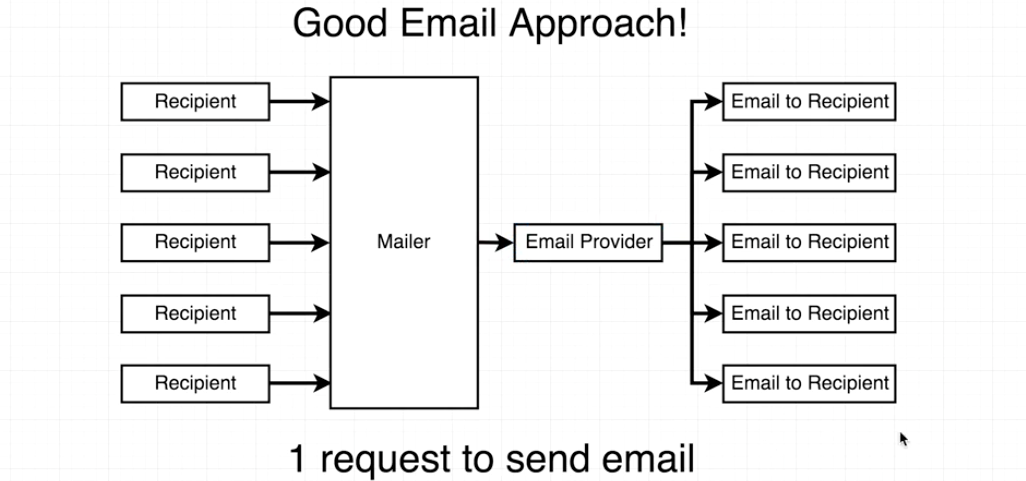 Good Email Approach!
Recipient
Recipient
Recipient
Recipient
Recipient
Mailer
Email Provider
Email to Recipient
Email to Recipient
Email to Recipient
Email to Recipient
Email to Recipient
1 request to send email